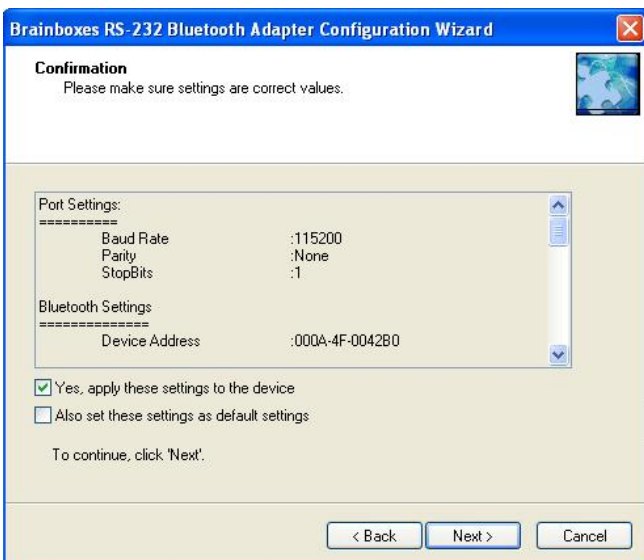 Brainboxes RS-232 Bluetooth Adapter Configuration Wizard
Confirmation
Please make sure settings are correct values.
Port Settings:
==========
Baud Rate :115200
Parity :None
StopBits :1
Bluetooth Settings
==============
Device Address :000A-4F-0042B0
Yes, apply these settings to the device
Also set these settings as default settings
To continue, click 'Next'.
< Back Next > Cancel